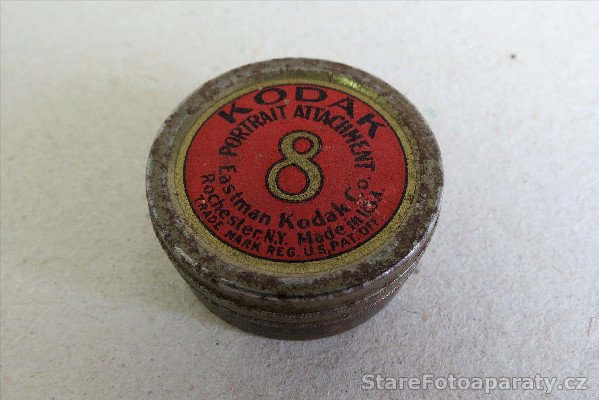 KODAK
PORTRAIT ATTACHMENT
8
Eastman Kodak Co.
Rochester N.Y. Made in U.S.A.
TRADE MARK REG. U.S. PAT. OFF.
StareFotoaparaty.cz